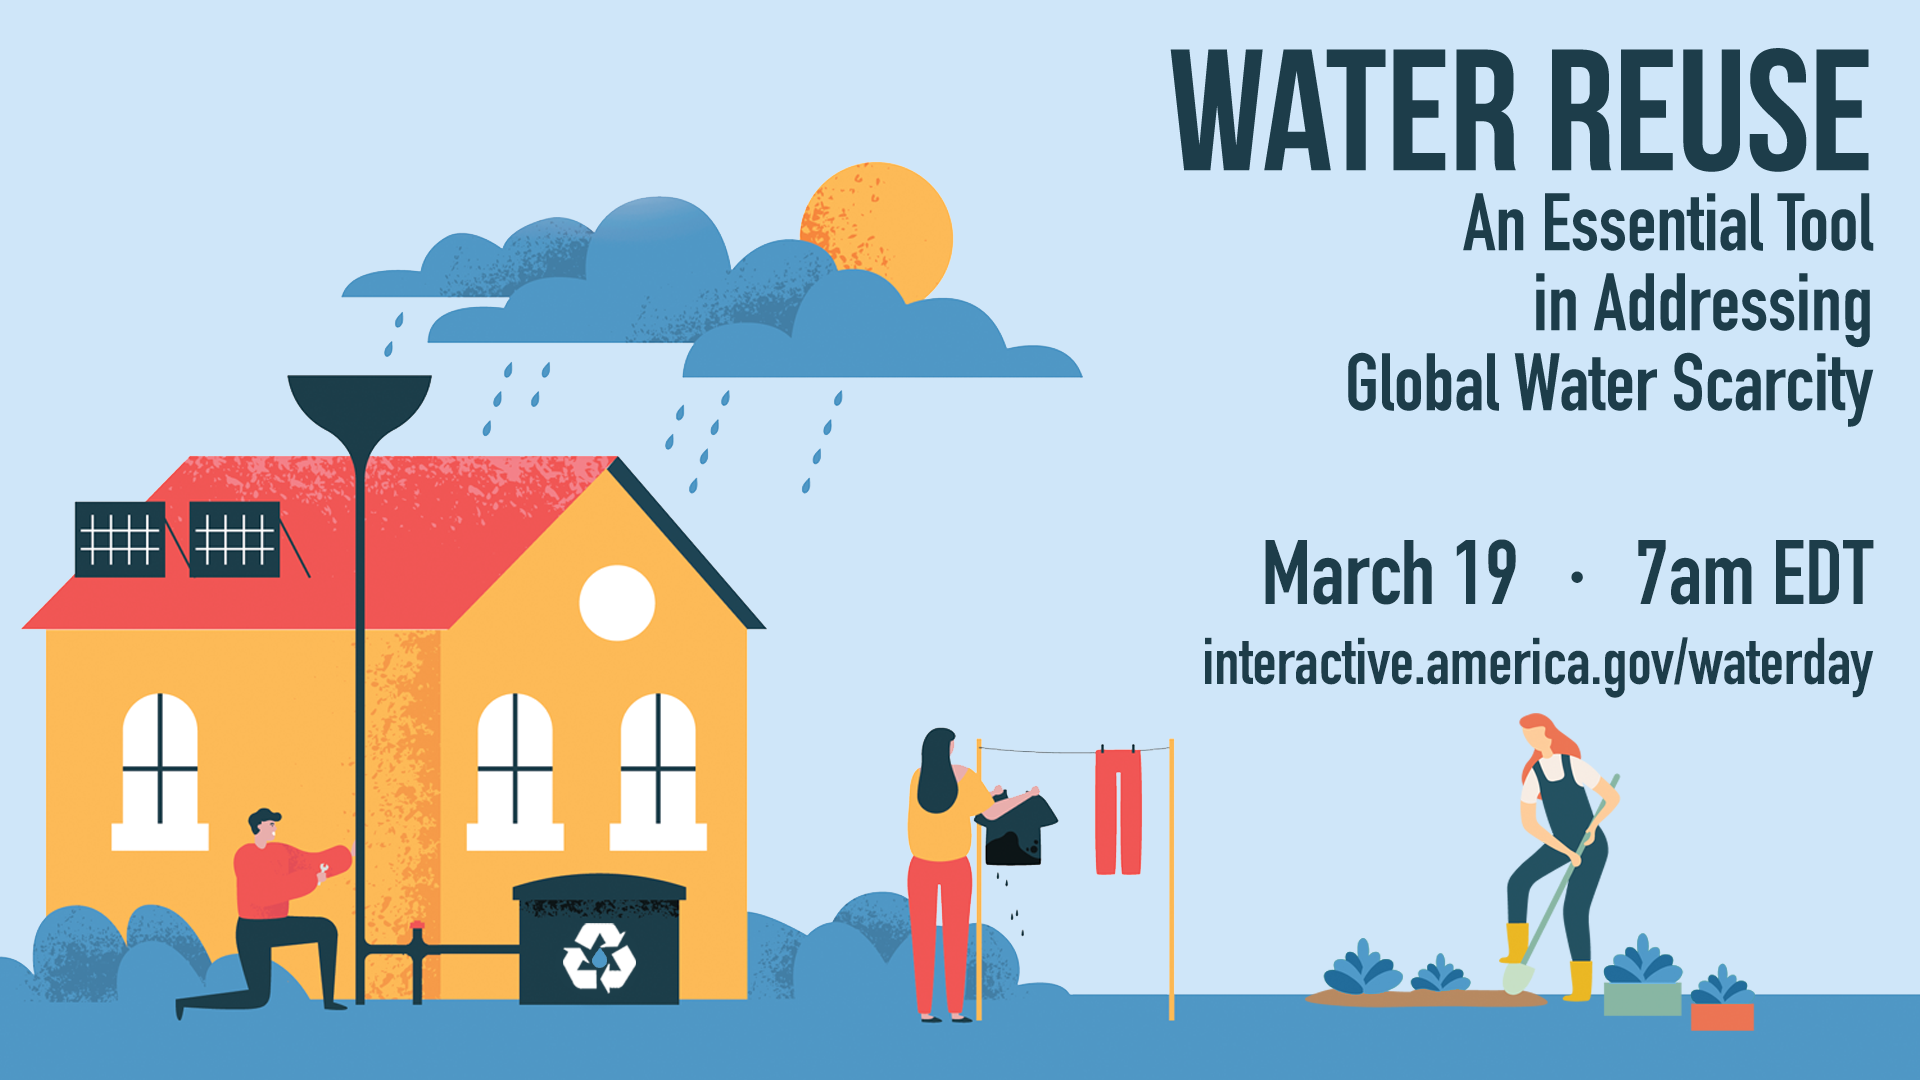 WATER REUSE
An Essential Tool
in Addressing
Global Water Scarcity
March 19 · 7am EDT
interactive.america.gov/waterday